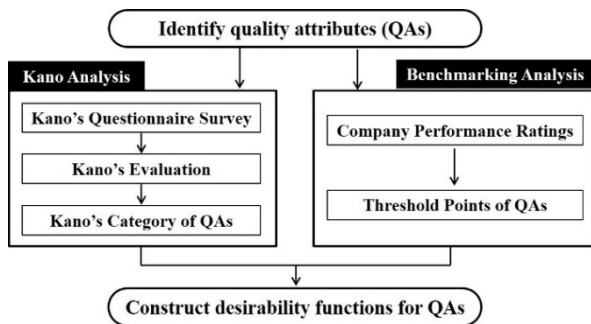 Identify quality attributes (QAs)
Kano Analysis
Kano's Questionnaire Survey
Kano's Evaluation
Kano's Category of QAs
Benchmarking Analysis
Company Performance Ratings
Threshold Points of QAs
Construct desirability functions for QAs